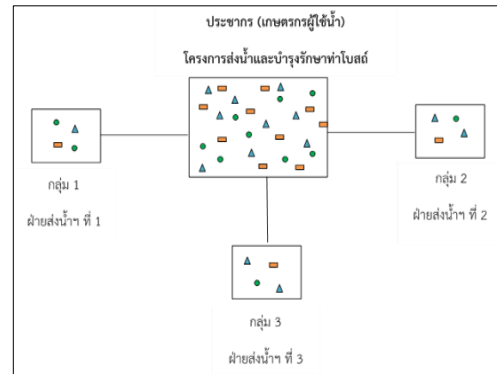 ประชากร (เกษตรกรผู้ใช้น้ำ)
โครงการส่งน้ำและบำรุงรักษาท่าโบสถ์
กลุ่ม 1
ฝ่ายส่งน้ำฯ ที่ 1
กลุ่ม 2
ฝ่ายส่งน้ำฯ ที่ 2
กลุ่ม 3
ฝ่ายส่งน้ำฯ ที่ 3